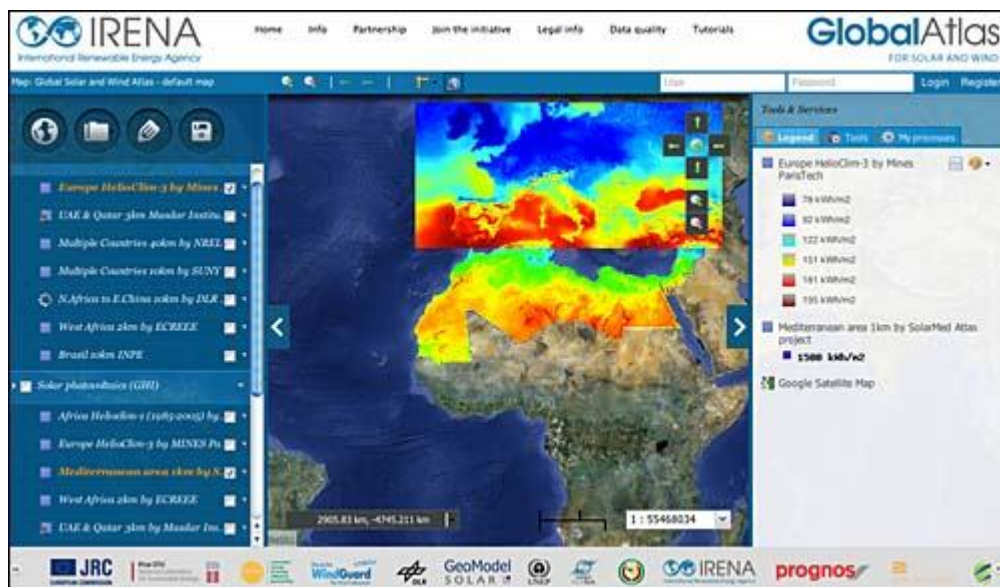 IRENA
International Renewable Energy Agency
Home Info Partnership Join the initiative Legal info Data quality Tutorials
GlobalAtlas
FOR SOLAR AND WIND
Map: Global Solar and Wind Atlas - default map
User
Password
Login Register
Tools & Services
Legend Tools My processes
Europe HelioClim-3 by Mines
UAE & Qatar 3km Masdar Institu
Multiple Countries 40km by NREL
Multiple Countries 10km by SUNY
N.Africa to E.China 10km by DLR
West Africa 2km by ECREEE
Brazil 10km INPE
Solar photovoltaics (GHI)
Africa Helioclim-1 (1985-2005) by
Europe HelioClim-3 by MINES Pa
Mediterranean area 1km by S
West Africa 2km by ECREEE
UAE & Qatar 3km by Masdar Ins
2905.83 km, -4745.211 km
1 : 55468034
Europe HelioClim-3 by Mines
ParisTech
79 kWh/m2
92 kWh/m2
122 kWh/m2
151 kWh/m2
181 kWh/m2
195 kWh/m2
Mediterranean area 1km by SolarMed Atlas
project
1500 kWh/m2
Google Satellite Map
JRC
EUROPEAN COMMISSION
WindGuard
DLR
GeoModel
SOLAR
UNEP
IRENA
International Renewable Energy Agency
prognos